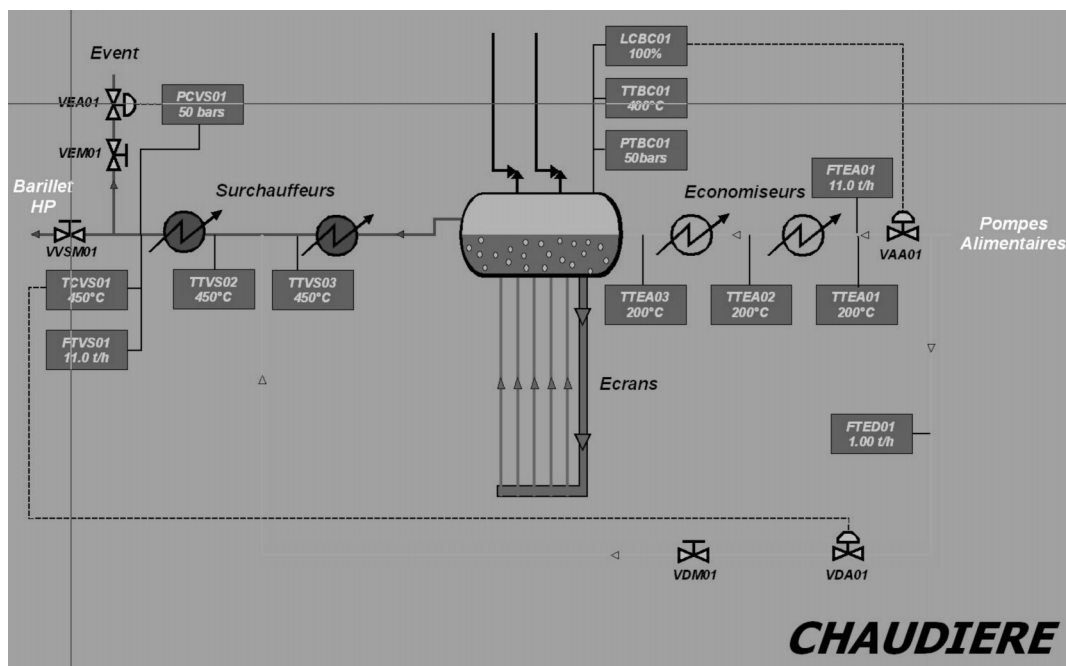 Event
LCBC01
100%
VEA01
PCVS01
50 bars
TTBC01
400°C
VEM01
PTBC01
50bars
Barillet
HP
Surchauffeurs
Economiseurs
FTEA01
11.0 t/h
Pompes
Alimentaires
VVSM01
VAA01
TCVS01
450°C
TTVS02
450°C
TTVS03
450°C
TTEA03
200°C
TTEA02
200°C
TTEA01
200°C
FTVS01
11.0 t/h
Ecrans
FTED01
1.00 t/h
VDM01
VDA01
CHAUDIERE